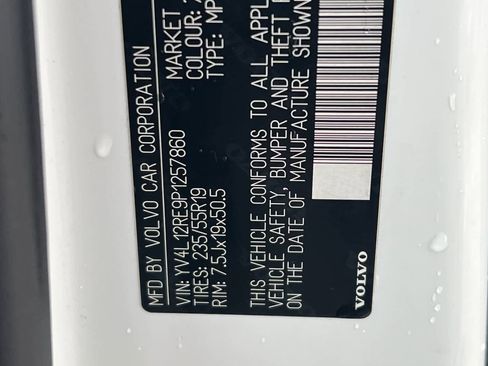 MFD BY VOLVO CAR CORPORATION
MARKET
VIN: YV4L12RE9P1257860
COLOUR:
TIRES: 235/55R19
TYPE: MP
RIM: 7.5Jx19x50.5
THIS VEHICLE CONFORMS TO ALL APPL
VEHICLE SAFETY, BUMPER AND THEFT
ON THE DATE OF MANUFACTURE SHOWN
VOLVO